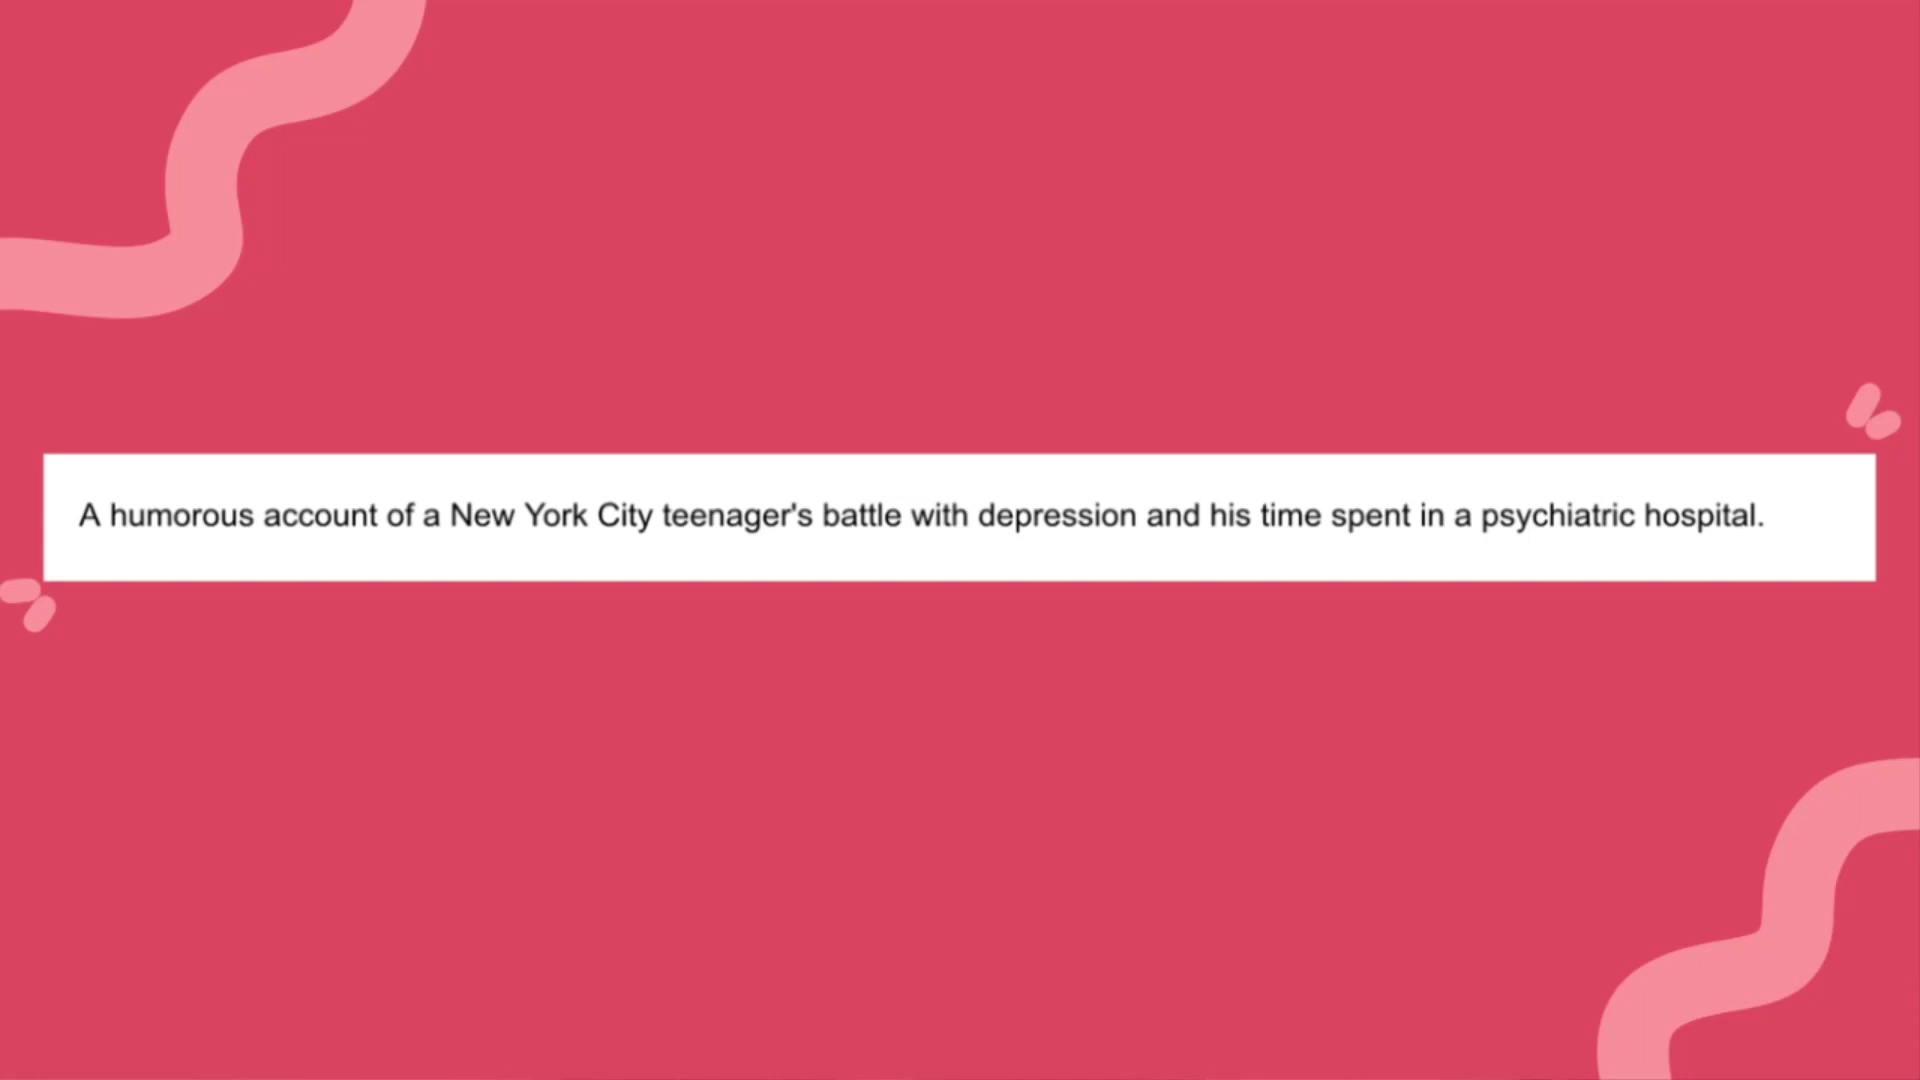 A humorous account of a New York City teenager's battle with depression and his time spent in a psychiatric hospital.